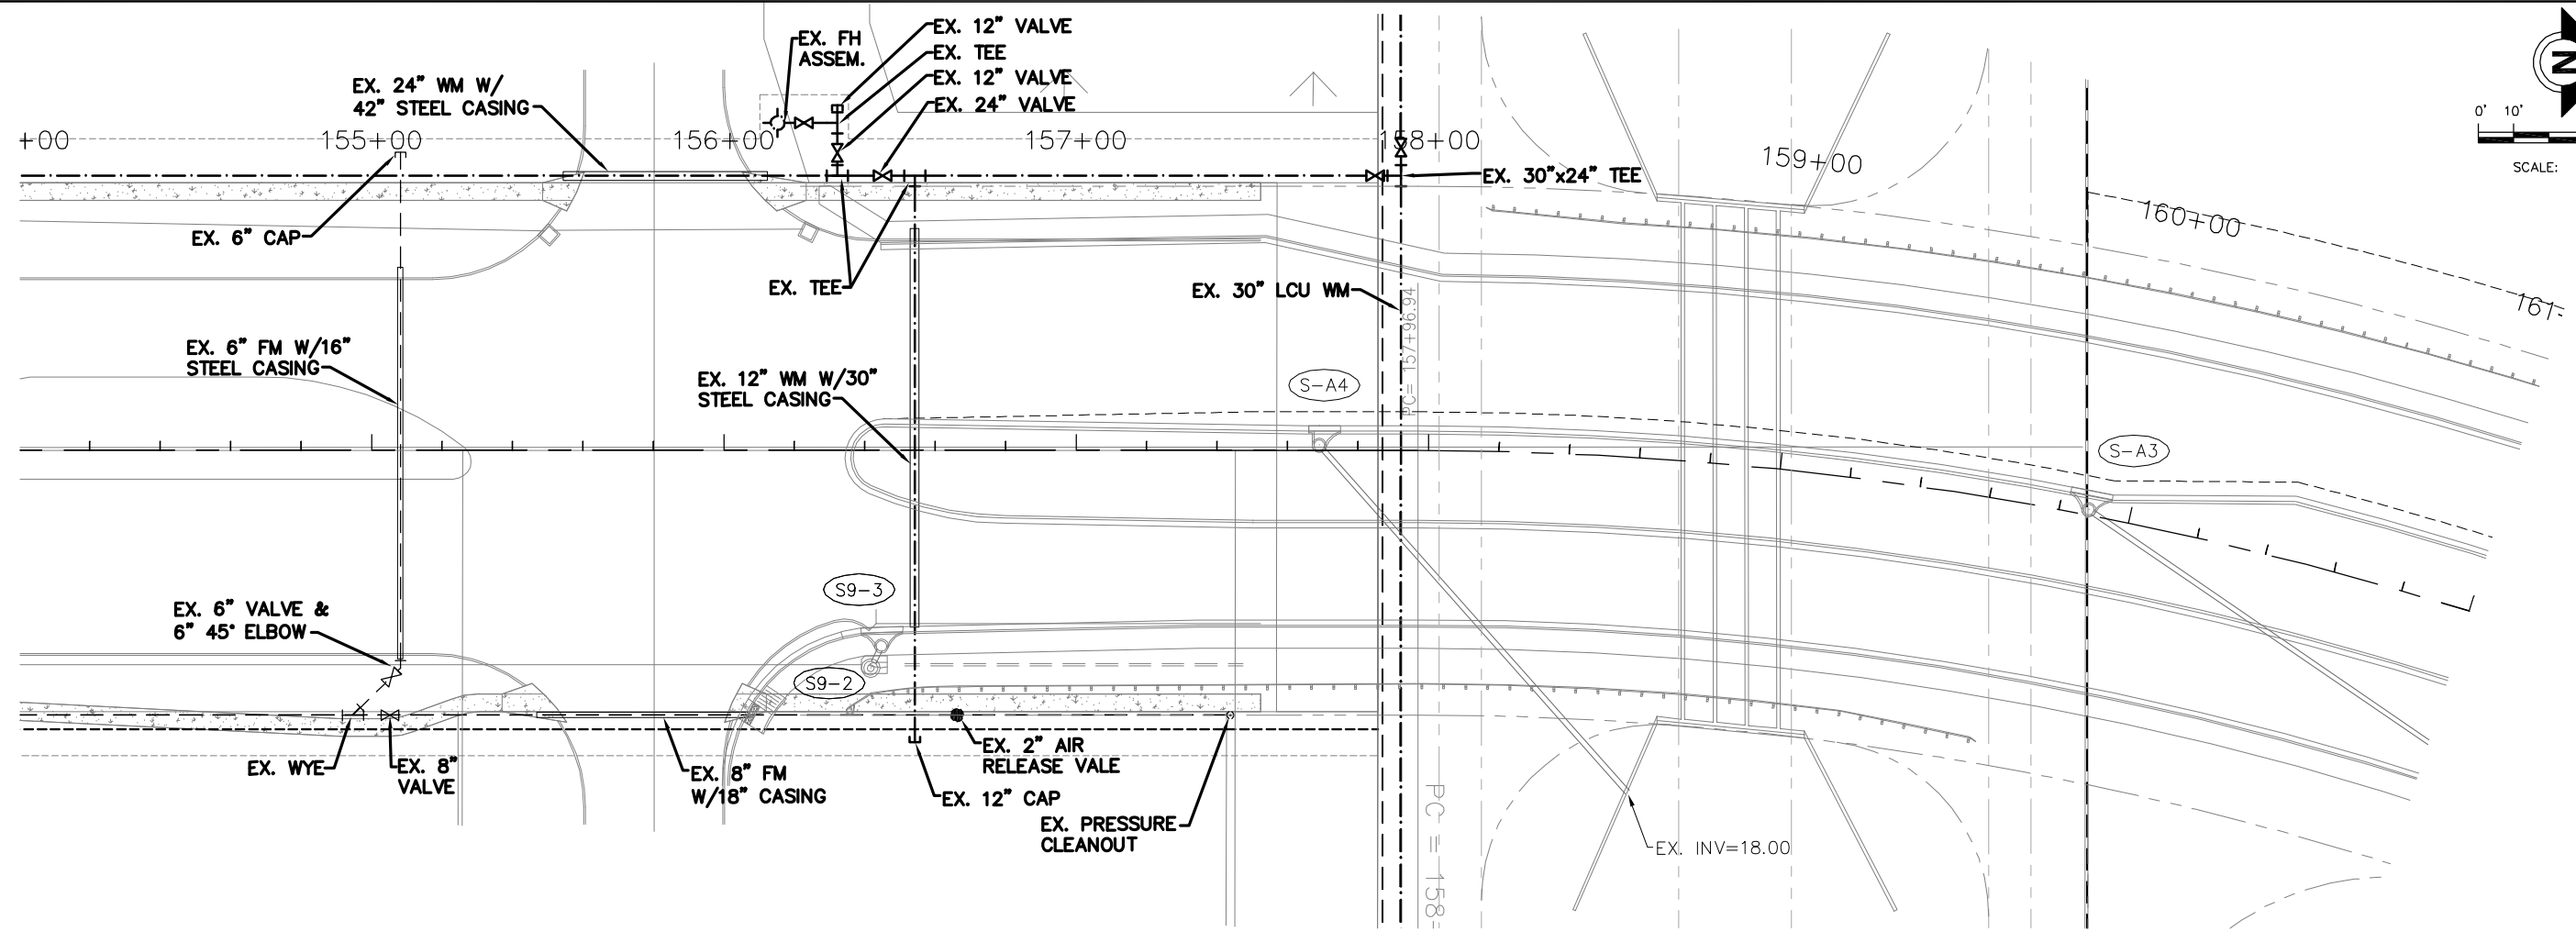 EX. 12" VALVE
EX. TEE
EX. 12" VALVE
EX. 24" VALVE
EX. FH
ASSEM.
EX. 24" WM W/
42" STEEL CASING
N
0' 10'
SCALE:
+00
155+00
156+00
157+00
158+00
159+00
160+00
161-
EX. 30"x24" TEE
EX. 6" CAP
EX. TEE
EX. 30" LCU WM
PC = 157+96.94
EX. 6" FM W/16"
STEEL CASING
EX. 12" WM W/30"
STEEL CASING
S-A4
S-A3
S9-3
EX. 6" VALVE &
6" 45° ELBOW
S9-2
EX. WYE
EX. 8"
VALVE
EX. 8" FM
W/18" CASING
EX. 2" AIR
RELEASE VALE
EX. 12" CAP
EX. PRESSURE
CLEANOUT
PC = 158-
EX. INV=18.00